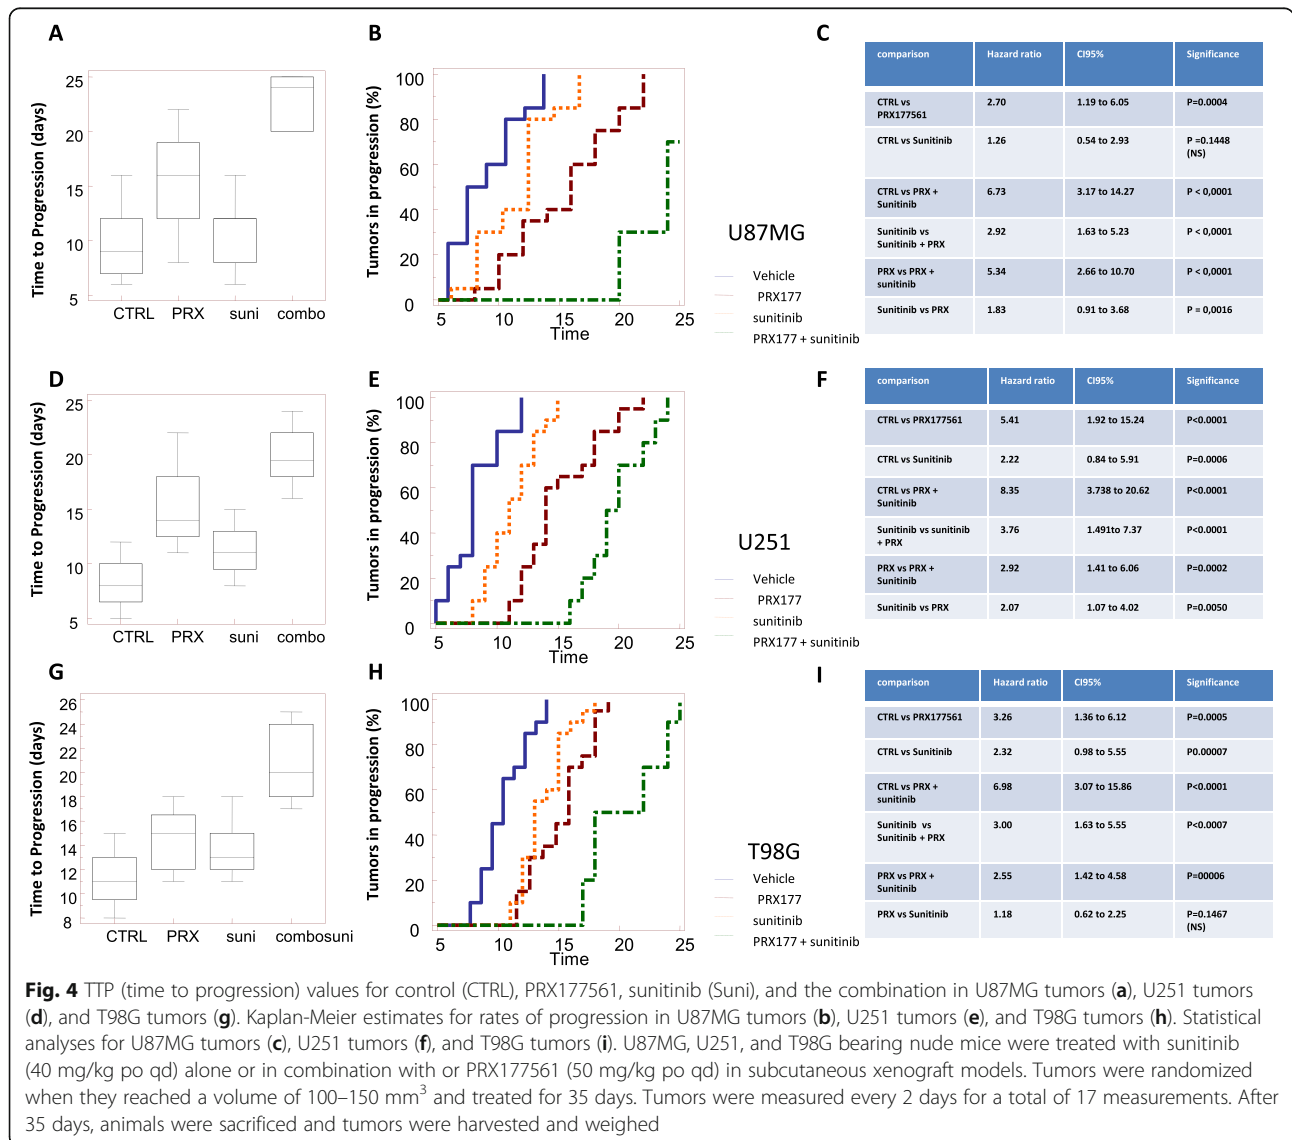 A
B
C
Time to Progression (days)
25
20
15
10
5
CTRL PRX suni combo
Tumors in progression (%)
100
80
60
40
20
0
5 10 15 20 25
Time
U87MG
Vehicle
PRX177
sunitinib
PRX177 + sunitinib
comparison Hazard ratio CI95% Significance
CTRL vs
PRX177561 2.70 1.19 to 6.05 P=0.0004
CTRL vs Sunitinib 1.26 0.54 to 2.93 P =0.1448
(NS)
CTRL vs PRX +
Sunitinib 6.73 3.17 to 14.27 P < 0,0001
Sunitinib vs
Sunitinib + PRX 2.92 1.63 to 5.23 P < 0,0001
PRX vs PRX +
sunitinib 5.34 2.66 to 10.70 P < 0,0001
Sunitinib vs PRX 1.83 0.91 to 3.68 P = 0,0016
D
E
F
Time to Progression (days)
25
20
15
10
5
CTRL PRX suni combo
Tumors in progression (%)
100
80
60
40
20
0
5 10 15 20 25
Time
U251
Vehicle
PRX177
sunitinib
PRX177 + sunitinib
comparison Hazard ratio CI95% Significance
CTRL vs PRX177561 5.41 1.92 to 15.24 P<0.0001
CTRL vs Sunitinib 2.22 0.84 to 5.91 P=0.0006
CTRL vs PRX +
Sunitinib 8.35 3.738 to 20.62 P<0.0001
Sunitinib vs sunitinib
+ PRX 3.76 1.491to 7.37 P<0.0001
PRX vs PRX +
Sunitinib 2.92 1.41 to 6.06 P=0.0002
Sunitinib vs PRX 2.07 1.07 to 4.02 P=0.0050
G
H
I
Time to Progression (days)
26
24
22
20
18
16
14
12
10
8
CTRL PRX suni combosuni
Tumors in progression (%)
100
80
60
40
20
0
5 10 15 20 25
Time
T98G
Vehicle
PRX177
sunitinib
PRX177 + sunitinib
comparison Hazard ratio CI95% Significance
CTRL vs PRX177561 3.26 1.36 to 6.12 P=0.0005
CTRL vs Sunitinib 2.32 0.98 to 5.55 P0.00007
CTRL vs PRX +
sunitinib 6.98 3.07 to 15.86 P<0.0001
Sunitinib vs
Sunitinib + PRX 3.00 1.63 to 5.55 P<0.0007
PRX vs PRX +
Sunitinib 2.55 1.42 to 4.58 P=00006
PRX vs Sunitinib 1.18 0.62 to 2.25 P=0.1467
(NS)
Fig. 4 TTP (time to progression) values for control (CTRL), PRX177561, sunitinib (Suni), and the combination in U87MG tumors (a), U251 tumors
(d), and T98G tumors (g). Kaplan-Meier estimates for rates of progression in U87MG tumors (b), U251 tumors (e), and T98G tumors (h). Statistical
analyses for U87MG tumors (c), U251 tumors (f), and T98G tumors (i). U87MG, U251, and T98G bearing nude mice were treated with sunitinib
(40 mg/kg po qd) alone or in combination with or PRX177561 (50 mg/kg po qd) in subcutaneous xenograft models. Tumors were randomized
when they reached a volume of 100–150 mm³ and treated for 35 days. Tumors were measured every 2 days for a total of 17 measurements. After
35 days, animals were sacrificed and tumors were harvested and weighed